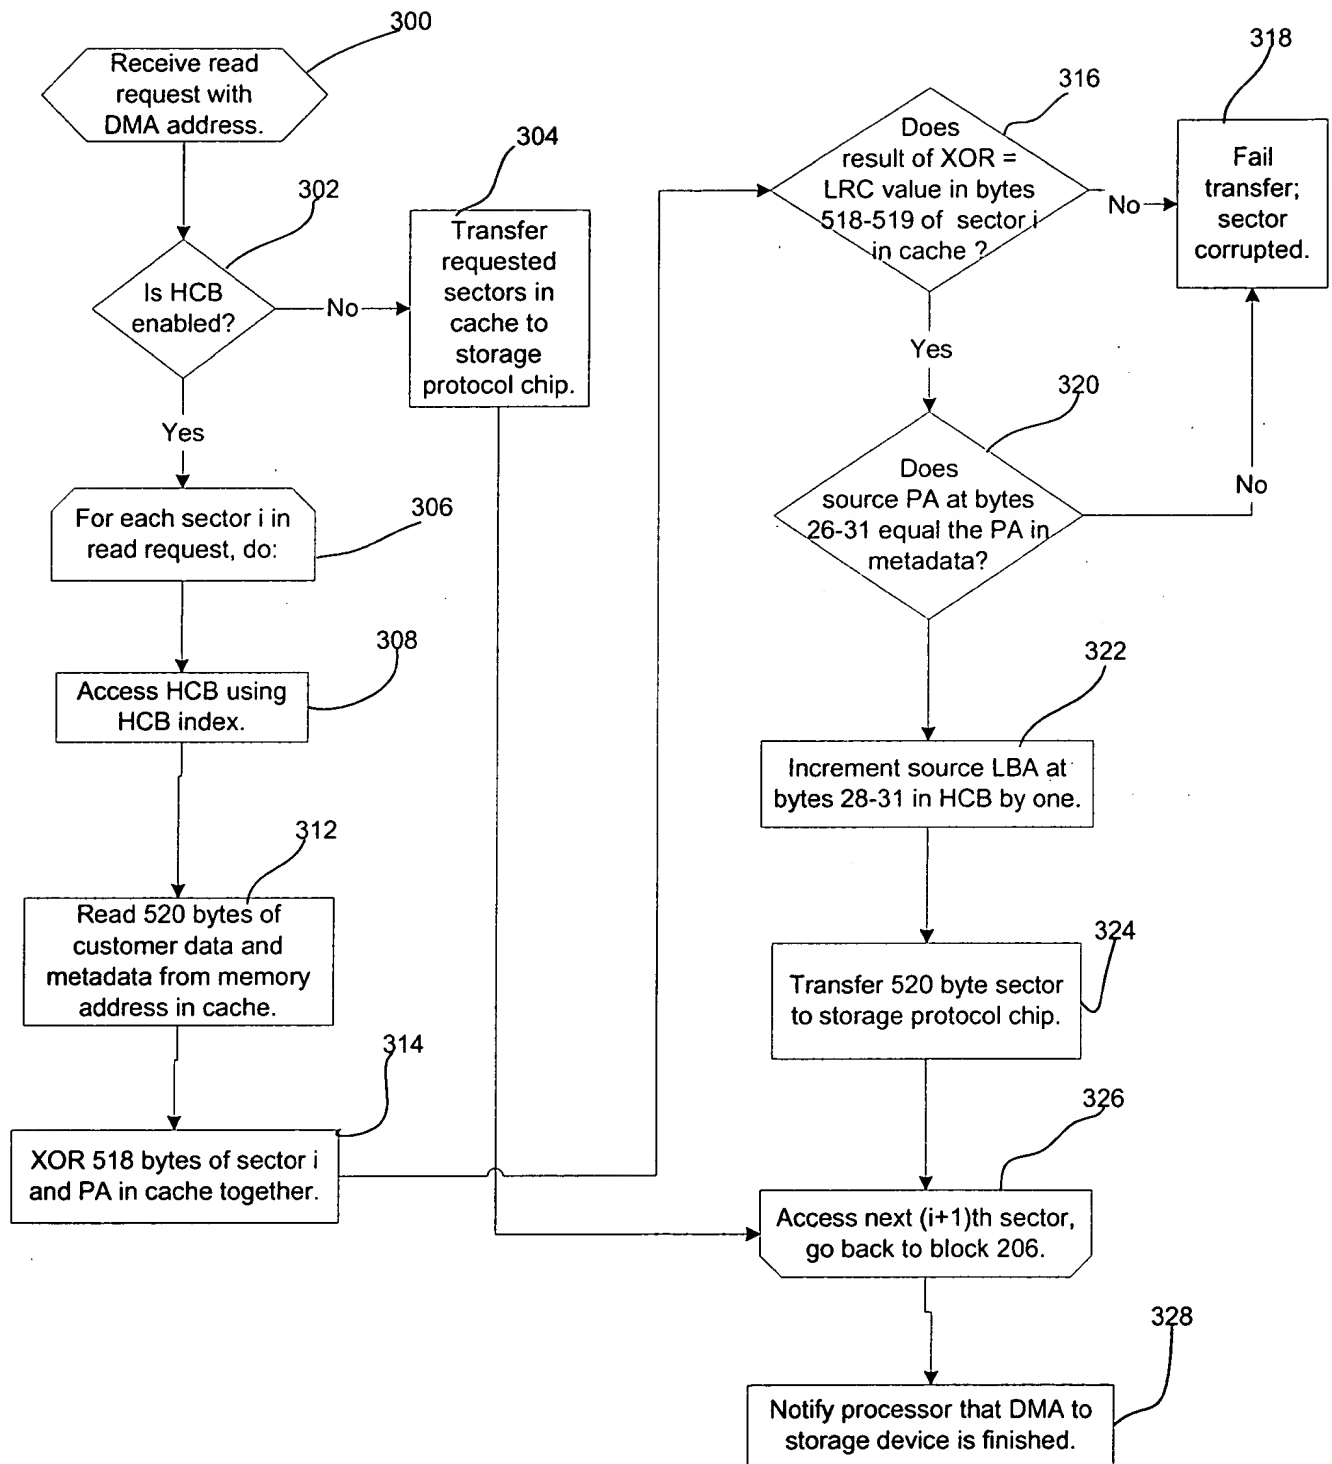 300
Receive read
request with
DMA address.
302
Is HCB
enabled?
No
304
Transfer
requested
sectors in
cache to
storage
protocol chip.
Yes
306
For each sector i in
read request, do:
308
Access HCB using
HCB index.
312
Read 520 bytes of
customer data and
metadata from memory
address in cache.
314
XOR 518 bytes of sector i
and PA in cache together.
316
Does
result of XOR =
LRC value in bytes
518-519 of sector i
in cache ?
No
318
Fail
transfer;
sector
corrupted.
Yes
320
Does
source PA at bytes
26-31 equal the PA in
metadata?
No
322
Increment source LBA at
bytes 28-31 in HCB by one.
324
Transfer 520 byte sector
to storage protocol chip.
326
Access next (i+1)th sector,
go back to block 206.
328
Notify processor that DMA to
storage device is finished.